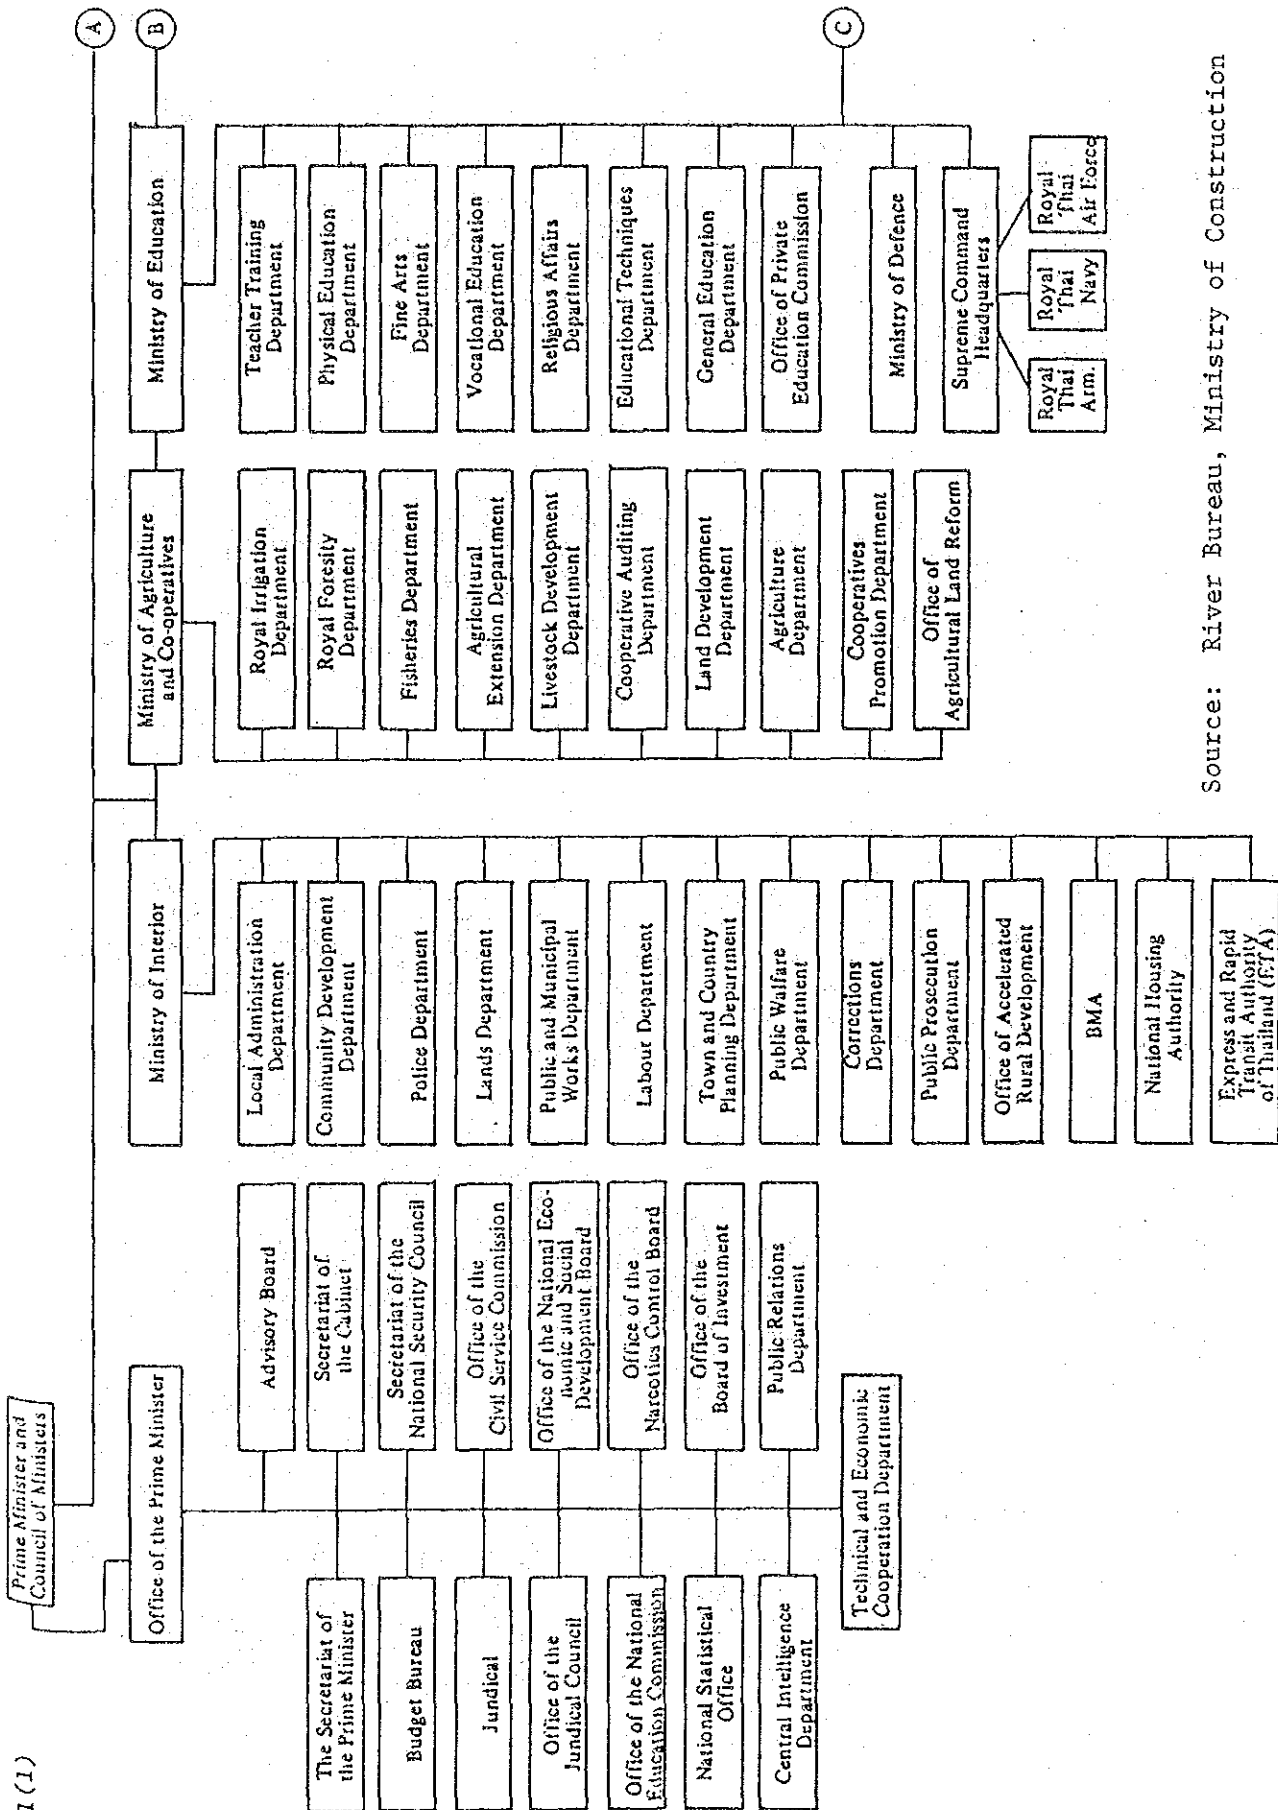 1(1)
Prime Minister and
Council of Ministers
A
B
C
Office of the Prime Minister
Advisory Board
Secretariat of
the Cabinet
Secretariat of the
National Security Council
Office of the
Civil Service Commission
Office of the National Eco-
nomic and Social
Development Board
Office of the
Narcotics Control Board
Office of the
Board of Investment
Public Relations
Department
The Secretariat of
the Prime Minister
Budget Bureau
Jundical
Office of the
Jundical Council
Office of the National
Education Commission
National Statistical
Office
Central Intelligence
Department
Technical and Economic
Cooperation Department
Ministry of Interior
Local Administration
Department
Community Development
Department
Police Department
Lands Department
Public and Municipal
Works Department
Labour Department
Town and Country
Planning Department
Public Walfare
Department
Corrections
Department
Public Prosecution
Department
Office of Accelerated
Rural Development
BMA
National Housing
Authority
Express and Rapid
Transit Authority
of Thailand (ETA)
Ministry of Agriculture
and Co-operatives
Royal Irrigation
Department
Royal Foresity
Department
Fisheries Department
Agricultural
Extension Department
Livestock Development
Department
Cooperative Auditing
Department
Land Development
Department
Agriculture
Department
Cooperatives
Promotion Department
Office of
Agricultural Land Reform
Ministry of Education
Teacher Training
Department
Physical Education
Department
Fine Arts
Department
Vocational Education
Department
Religious Affairs
Department
Educational Techniques
Department
General Education
Department
Office of Private
Education Commission
Ministry of Defence
Supreme Command
Headquarters
Royal
Thai
Arm.
Royal
Thai
Navy
Royal
Thai
Air Force
Source: River Bureau, Ministry of Construction